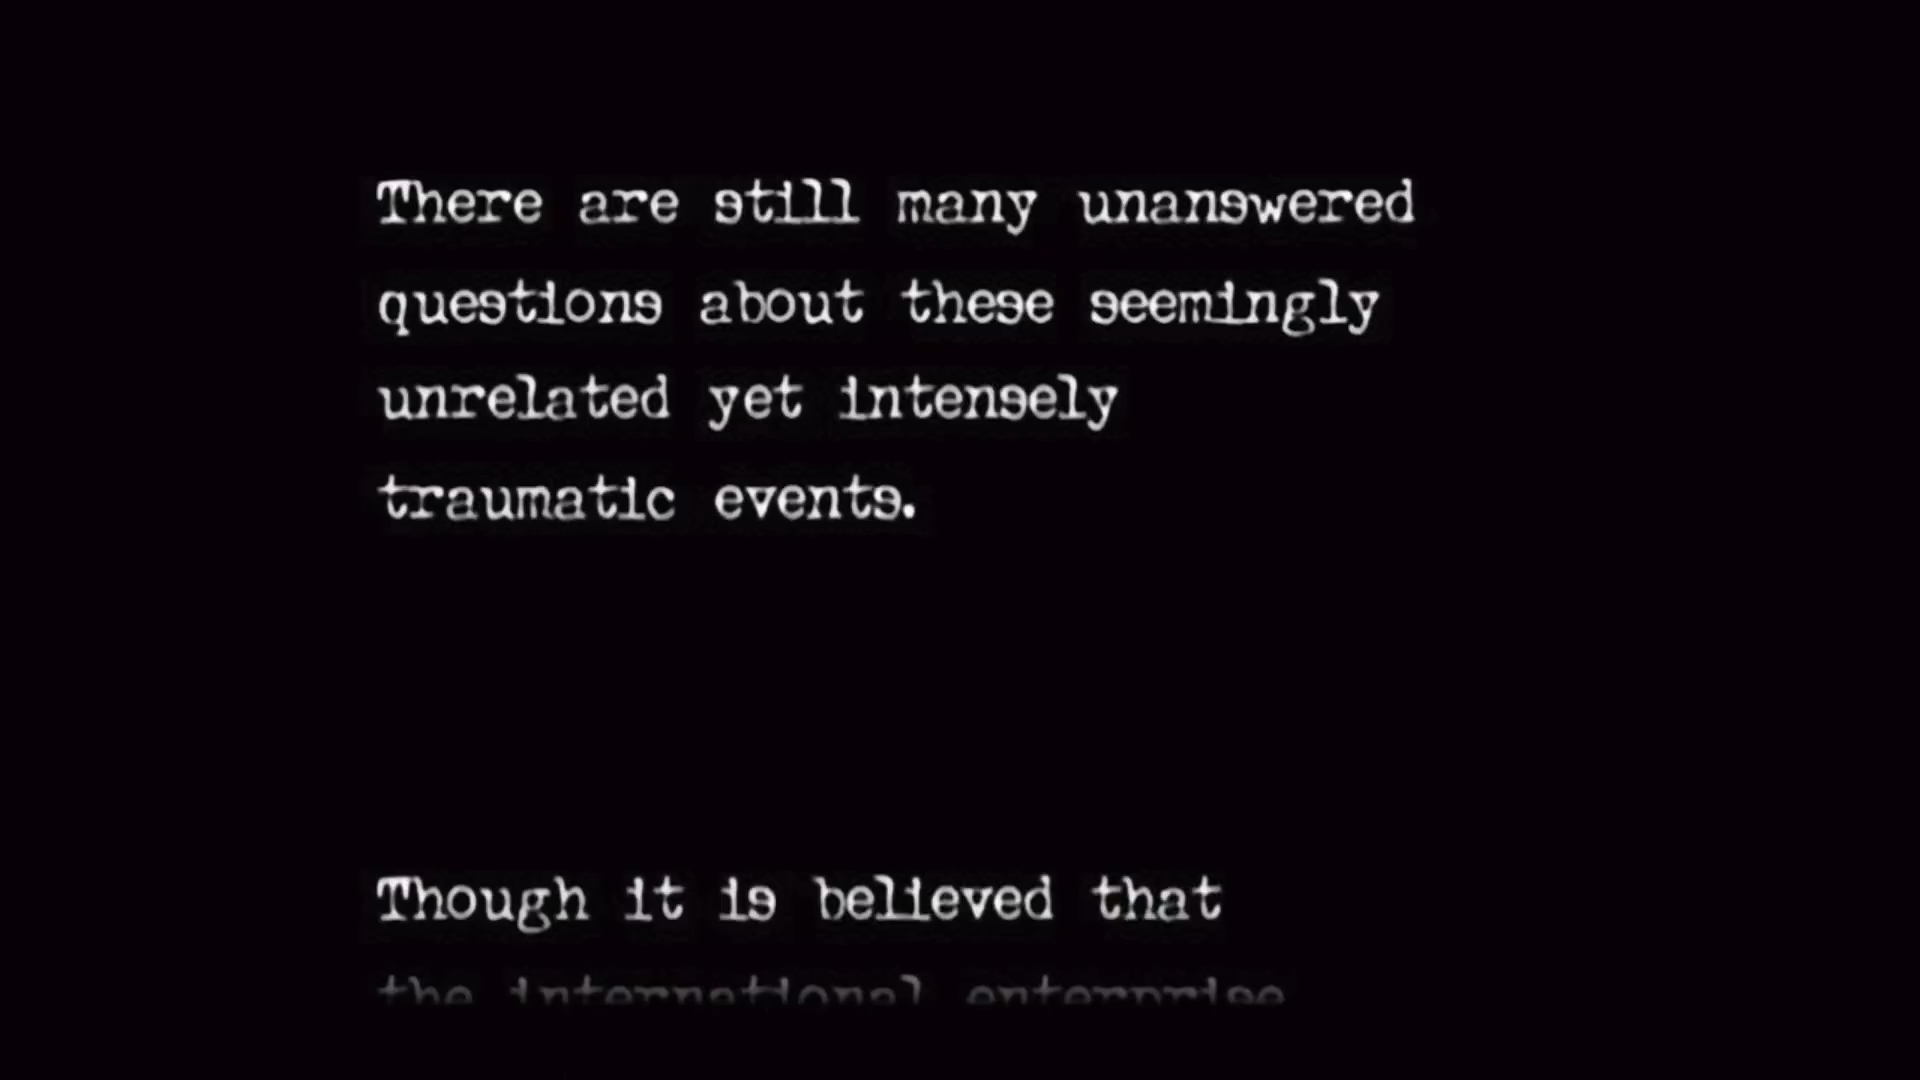 There are still many unanswered
questions about these seemingly
unrelated yet intensely
traumatic events.
Though it is believed that
the international enterprise